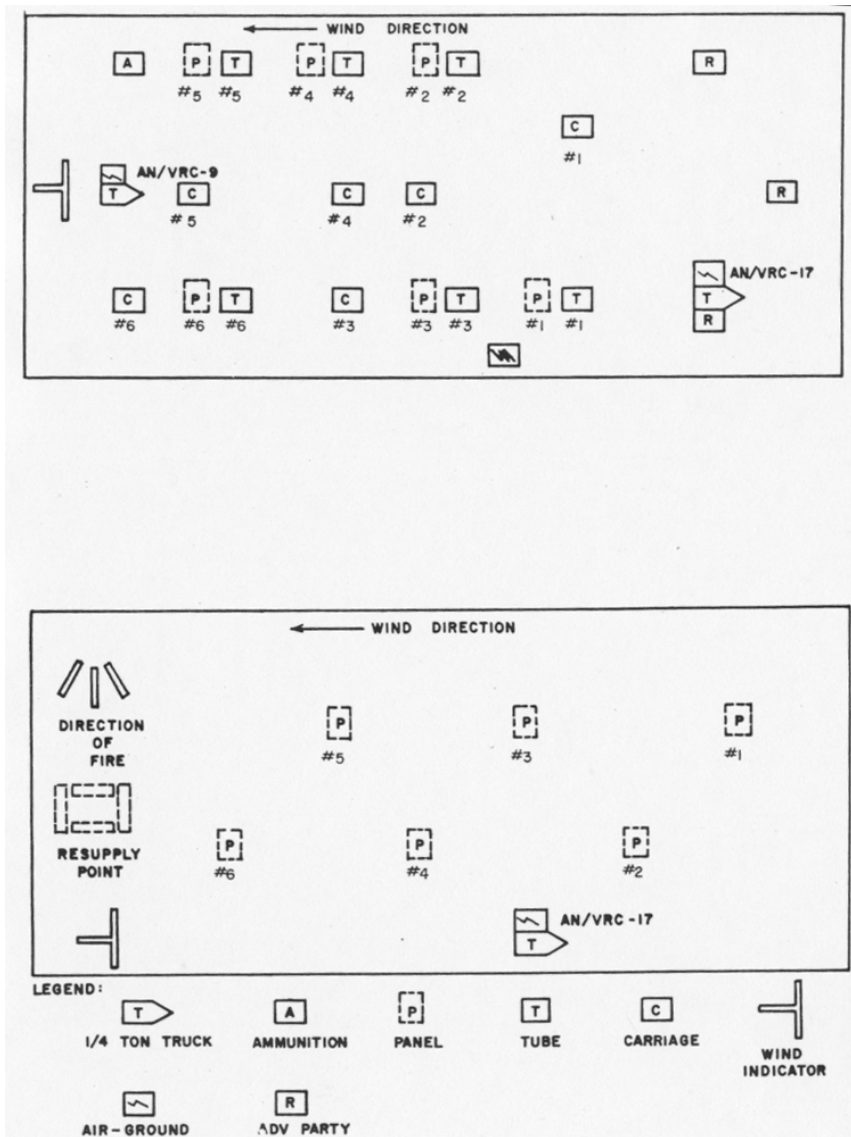 WIND DIRECTION
A P T P T P T R
#5 #5 #4 #4 #2 #2
C
#1
AN/VRC-9
T C C C R
#5 #4 #2
AN/VRC-17
T
C P T C P T P T R
#6 #6 #6 #3 #3 #3 #1 #1
WIND DIRECTION
P P P
#5 #3 #1
DIRECTION
OF
FIRE
P P P
#6 #4 #2
RESUPPLY
POINT
AN/VRC-17
T
LEGEND:
T A P T C
1/4 TON TRUCK AMMUNITION PANEL TUBE CARRIAGE
WIND
INDICATOR
R
AIR-GROUND ADV PARTY